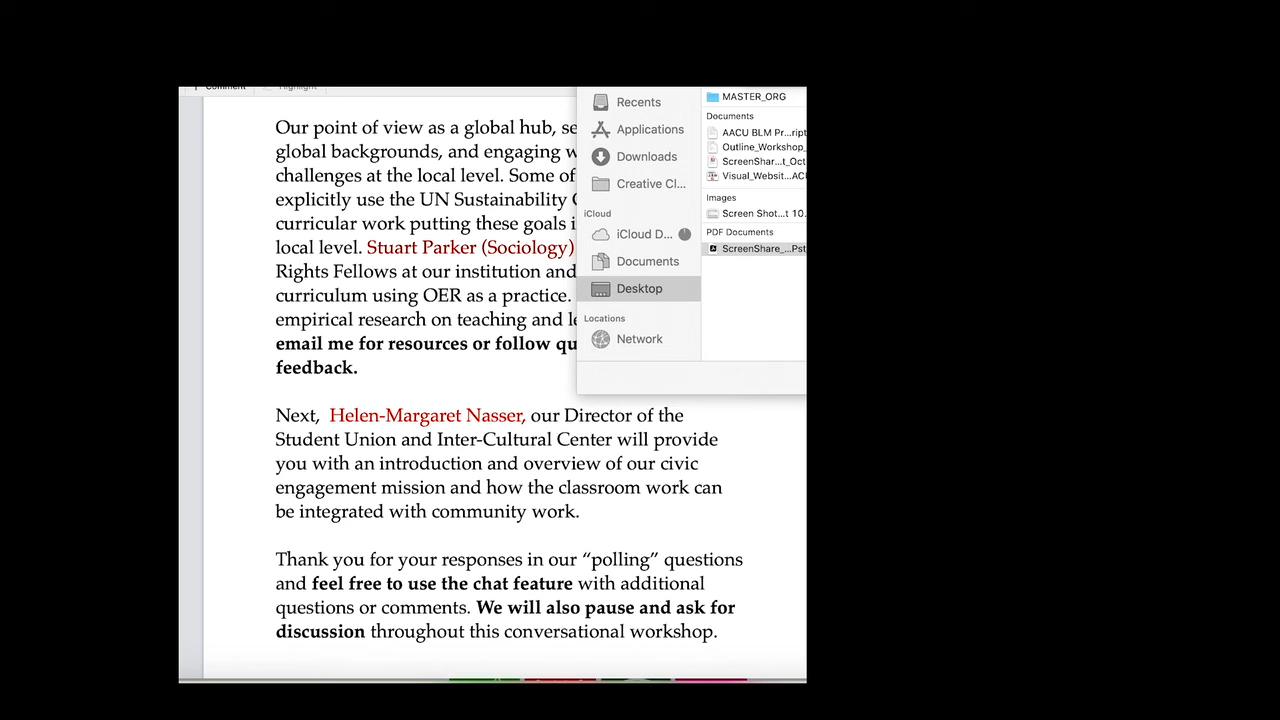 Comment Highlight
Our point of view as a global hub, se
global backgrounds, and engaging w
challenges at the local level. Some of
explicitly use the UN Sustainability
curricular work putting these goals i
local level. Stuart Parker (Sociology)
Rights Fellows at our institution and
curriculum using OER as a practice.
empirical research on teaching and le
email me for resources or follow qu
feedback.
Next, Helen-Margaret Nasser, our Director of the
Student Union and Inter-Cultural Center will provide
you with an introduction and overview of our civic
engagement mission and how the classroom work can
be integrated with community work.
Thank you for your responses in our “polling” questions
and feel free to use the chat feature with additional
questions or comments. We will also pause and ask for
discussion throughout this conversational workshop.
Recents
Applications
Downloads
Creative Cl...
iCloud
iCloud D...
Documents
Desktop
Locations
Network
MASTER_ORG
Documents
AACU BLM Pr...ript
Outline_Workshop_
ScreenShar...t_Oct
Visual_Websit...AC
Images
Screen Shot...t 10.
PDF Documents
ScreenShare_...Pst